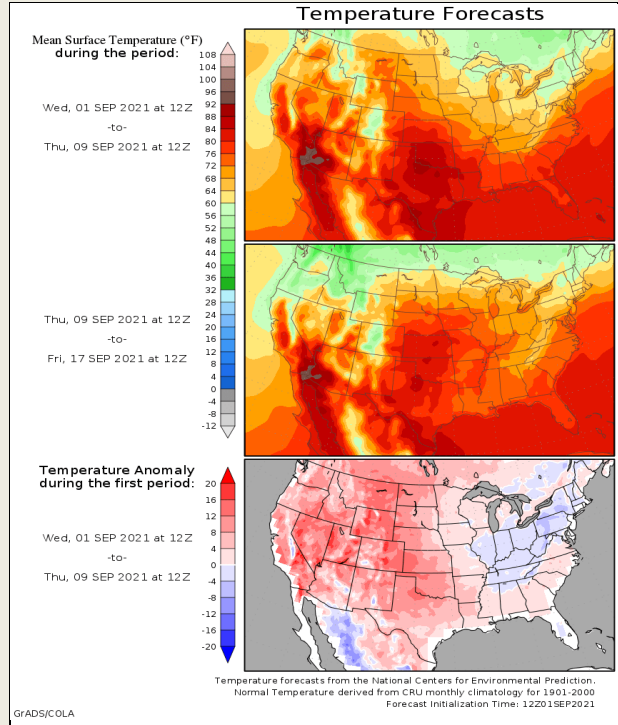 Temperature Forecasts
Mean Surface Temperature (°F)
during the period:
Wed, 01 SEP 2021 at 12Z
-to-
Thu, 09 SEP 2021 at 12Z
108
104
100
96
92
88
84
80
76
72
68
64
60
56
52
48
44
40
36
32
28
24
20
16
12
8
4
0
-4
-8
-12
Thu, 09 SEP 2021 at 12Z
-to-
Fri, 17 SEP 2021 at 12Z
Temperature Anomaly
during the first period:
Wed, 01 SEP 2021 at 12Z
-to-
Thu, 09 SEP 2021 at 12Z
20
16
12
8
4
0
-4
-8
-12
-16
-20
Temperature forecasts from the National Centers for Environmental Prediction.
Normal Temperature derived from CRU monthly climatology for 1901-2000
Forecast Initialization Time: 12Z01SEP2021
GrADS/COLA